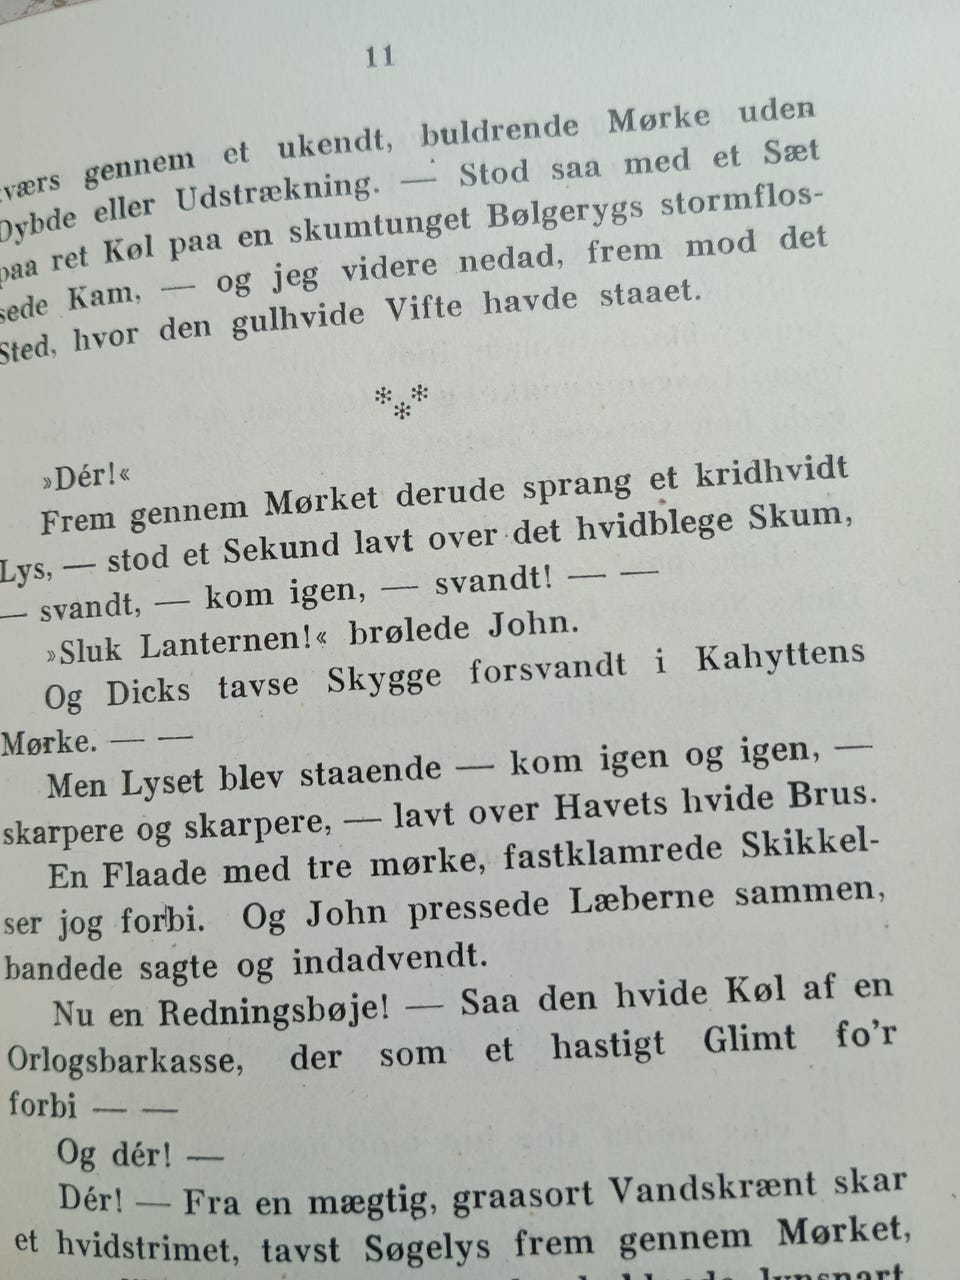 11
tværs gennem et ukendt, buldrende Mørke uden
Dybde eller Udstrækning. — Stod saa med et Sæt
paa ret Køl paa en skumtunget Bølgerygs stormflos-
sede Kam, — og jeg videre nedad, frem mod det
Sted, hvor den gulhvide Vifte havde staaet.
***
»Dér!«
Frem gennem Mørket derude sprang et kridhvidt
Lys, — stod et Sekund lavt over det hvidblege Skum,
— svandt, — kom igen, — svandt! — —
»Sluk Lanternen!« brølede John.
Og Dicks tavse Skygge forsvandt i Kahyttens
Mørke. — —
Men Lyset blev staaende — kom igen og igen, —
skarpere og skarpere, — lavt over Havets hvide Brus.
En Flaade med tre mørke, fastklamrede Skikkel-
ser jog forbi. Og John pressede Læberne sammen,
bandede sagte og indadvendt.
Nu en Redningsbøje! — Saa den hvide Køl af en
Orlogsbarkasse, der som et hastigt Glimt fo'r
forbi — —
Og dér! —
Dér! — Fra en mægtig, graasort Vandskrænt skar
et hvidstrimet, tavst Søgelys frem gennem Mørket,